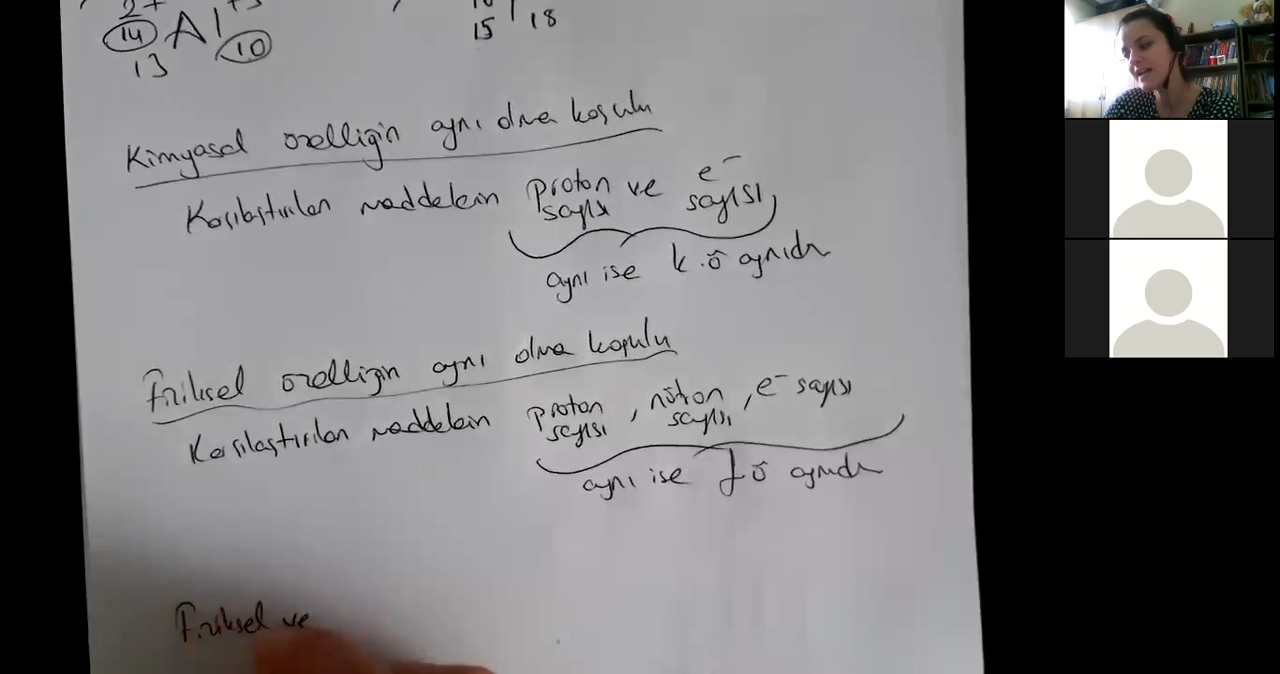 27 +3
14 Al 10
13
15 18
Kimyasal özelliğin aynı olma koşulu
Karşılaştırılan maddelerin proton sayısı ve e⁻ sayısı
aynı ise k.ö aynıdır
Fiziksel özelliğin aynı olma koşulu
Karşılaştırılan maddelerin proton sayısı, nötron sayısı, e⁻ sayısı
aynı ise f ö aynıdır
Fiziksel ve